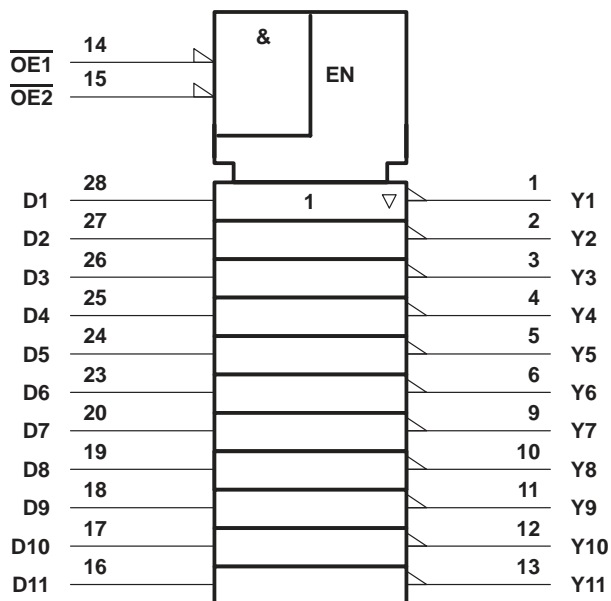 &
EN
OE1 14
OE2 15
1 ▽
D1 28 1 Y1
D2 27 2 Y2
D3 26 3 Y3
D4 25 4 Y4
D5 24 5 Y5
D6 23 6 Y6
D7 20 9 Y7
D8 19 10 Y8
D9 18 11 Y9
D10 17 12 Y10
D11 16 13 Y11